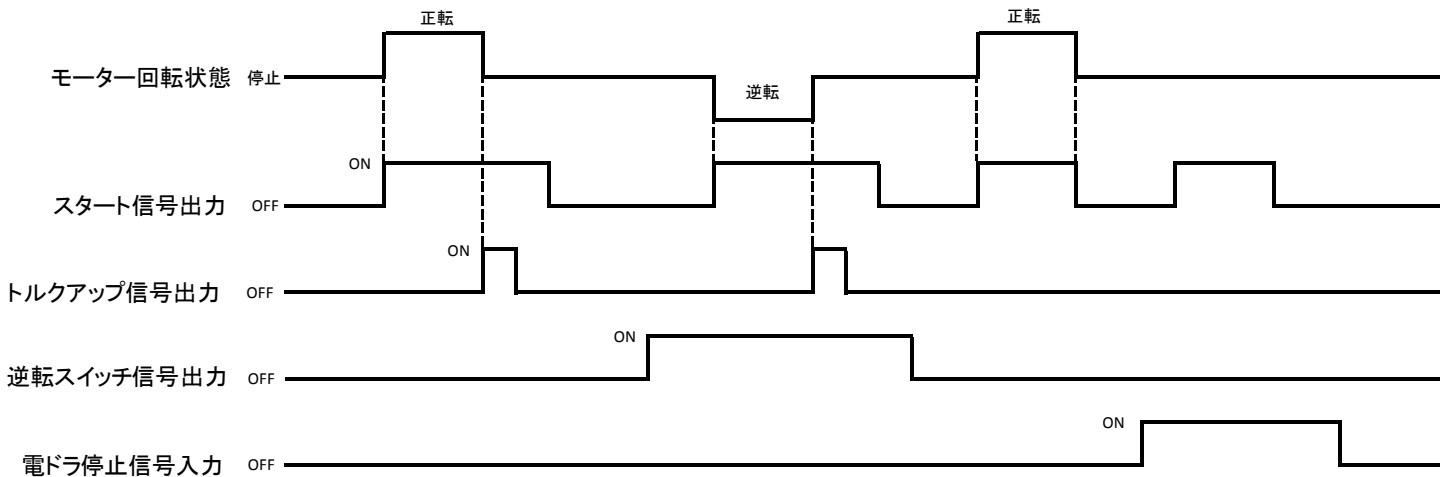 正転
正転
モーター回転状態 停止
逆転
ON
スタート信号出力 OFF
ON
トルクアップ信号出力 OFF
ON
逆転スイッチ信号出力 OFF
ON
電ドラ停止信号入力 OFF